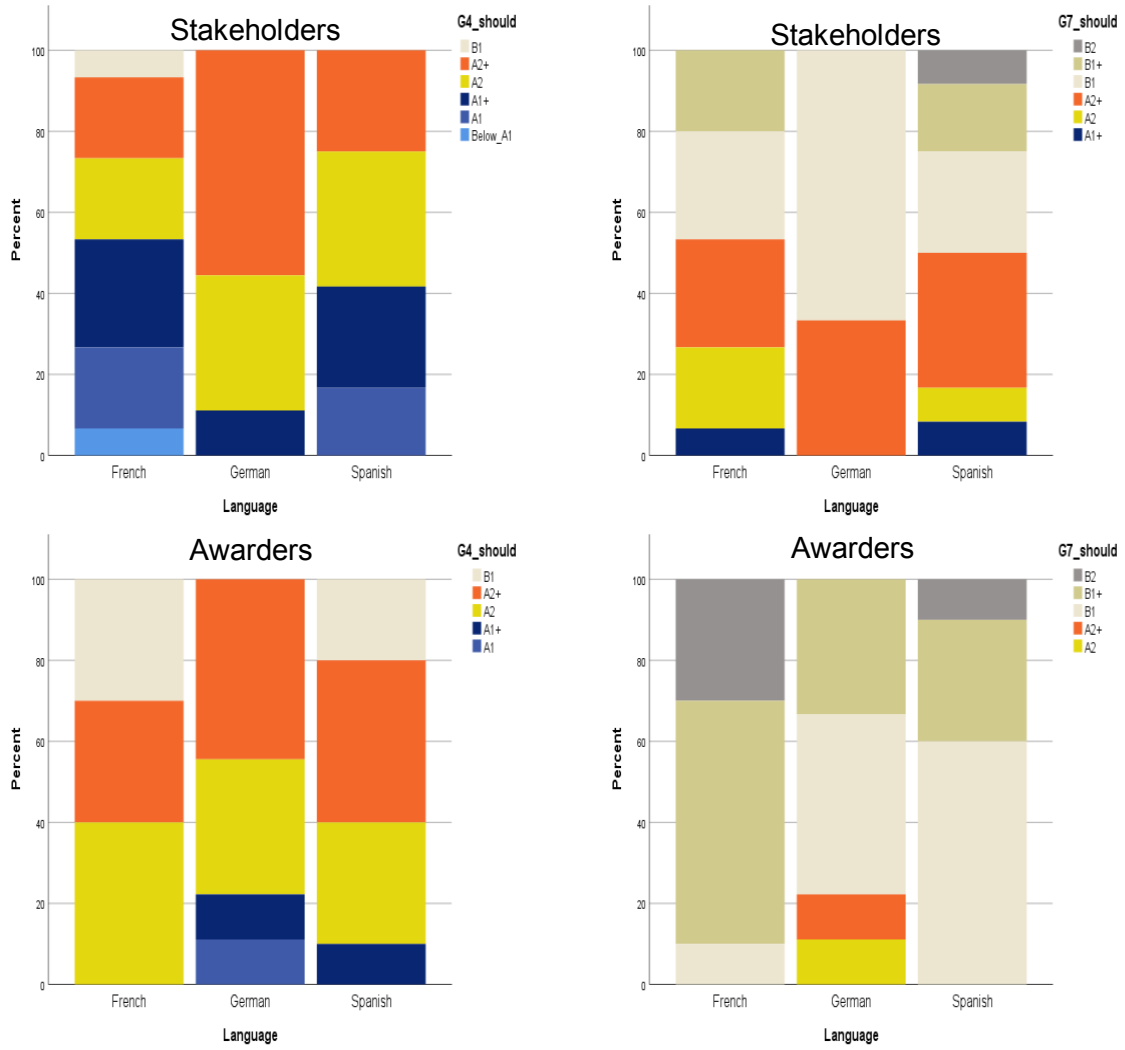 Stakeholders
G4_should
B1
A2+
A2
A1+
A1
Below_A1
100
80
60
40
20
0
Percent
French German Spanish
Language
Stakeholders
G7_should
B2
B1+
B1
A2+
A2
A1+
100
80
60
40
20
0
Percent
French German Spanish
Language
Awarders
G4_should
B1
A2+
A2
A1+
A1
100
80
60
40
20
0
Percent
French German Spanish
Language
Awarders
G7_should
B2
B1+
B1
A2+
A2
100
80
60
40
20
0
Percent
French German Spanish
Language